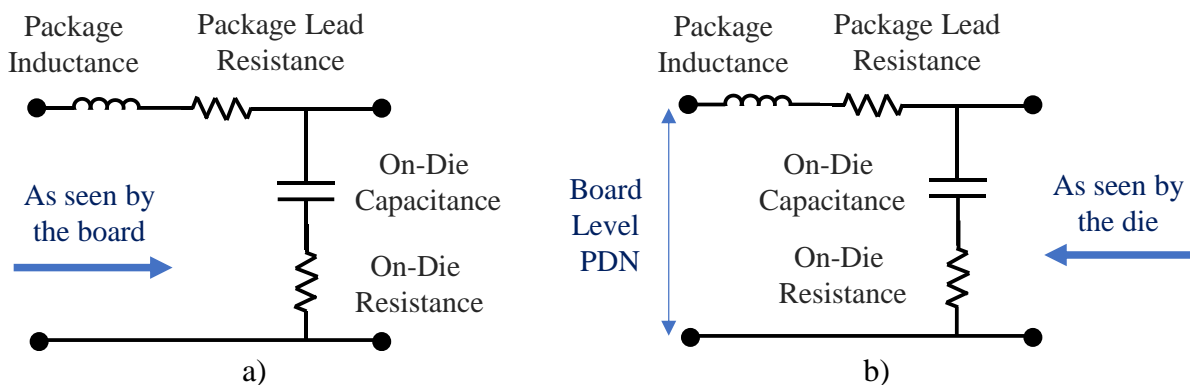 Package
Inductance
Package Lead
Resistance
On-Die
Capacitance
As seen by
the board
On-Die
Resistance
a)
Package
Inductance
Package Lead
Resistance
Board
Level
PDN
On-Die
Capacitance
As seen by
the die
On-Die
Resistance
b)